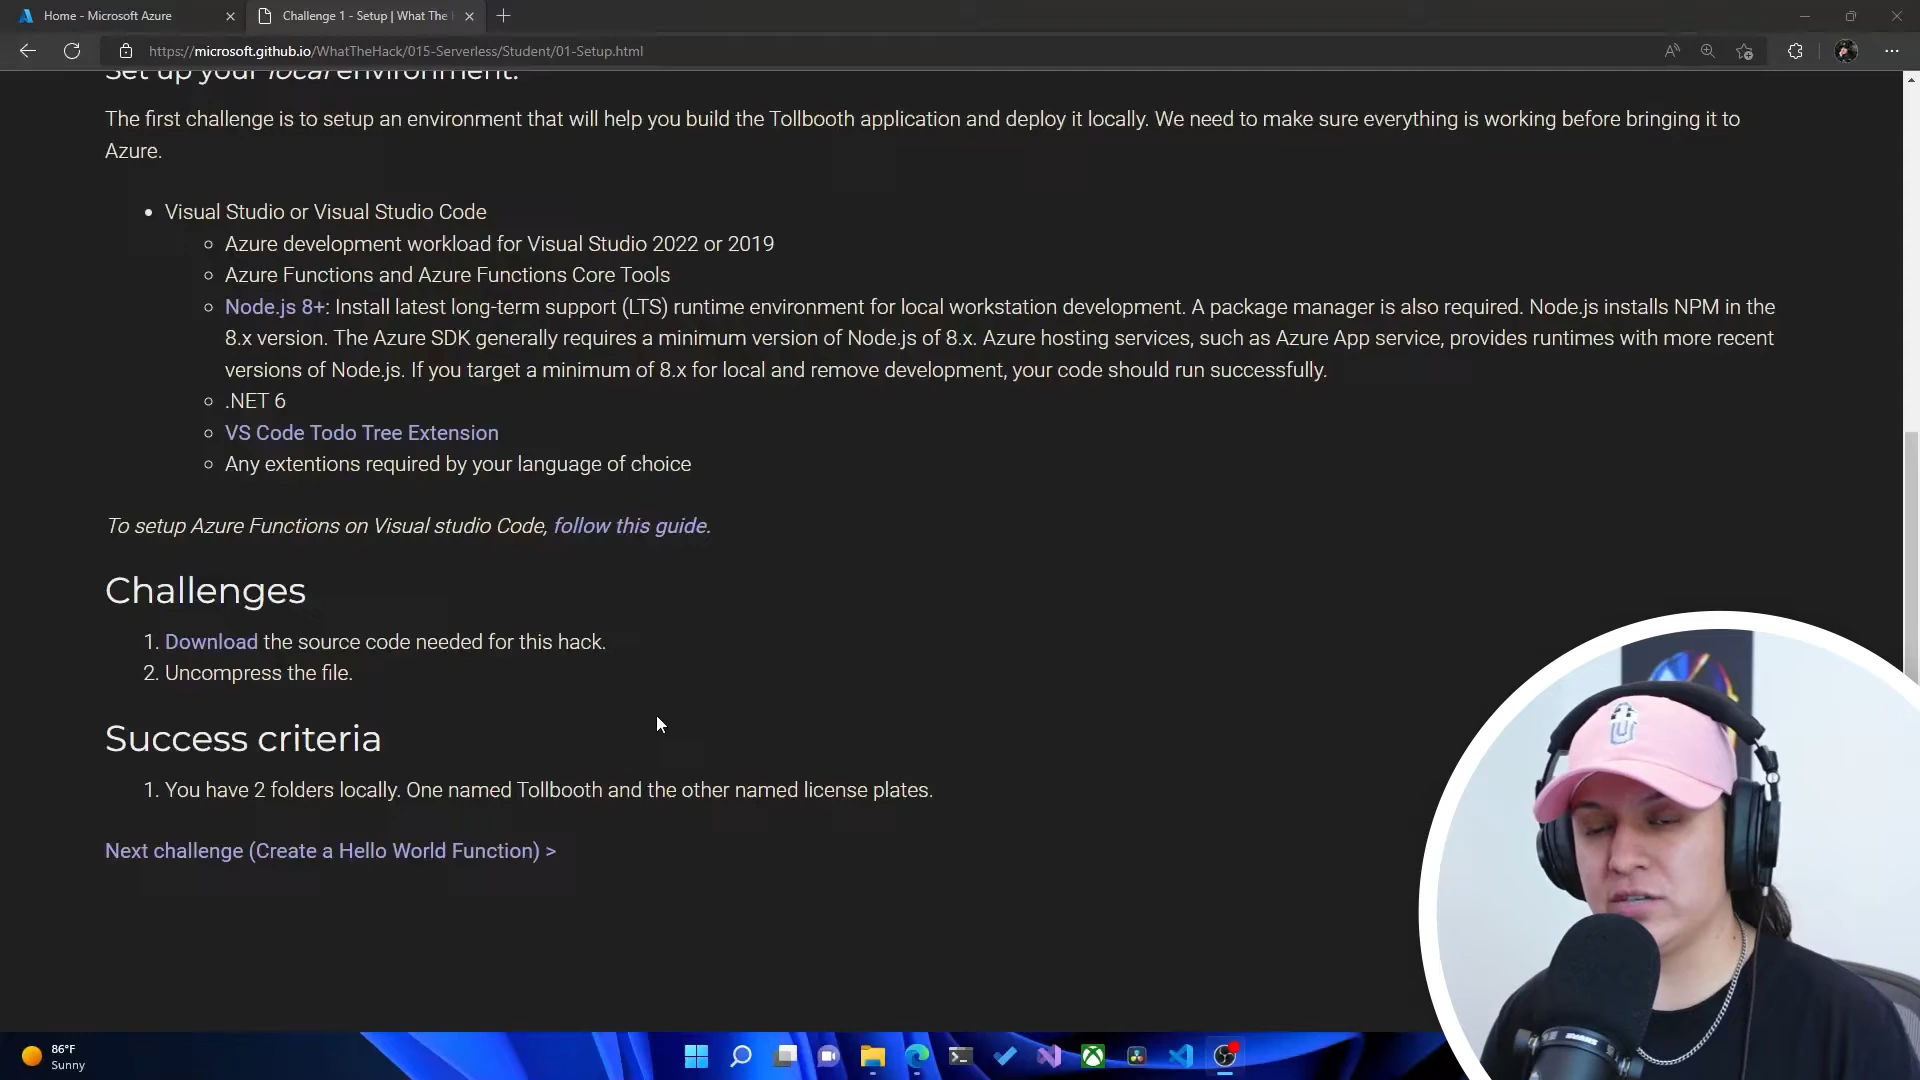 Home - Microsoft Azure
Challenge 1 - Setup | What The
https://microsoft.github.io/WhatTheHack/015-Serverless/Student/01-Setup.html
Set up your local environment:
The first challenge is to setup an environment that will help you build the Tollbooth application and deploy it locally. We need to make sure everything is working before bringing it to
Azure.
• Visual Studio or Visual Studio Code
◦ Azure development workload for Visual Studio 2022 or 2019
◦ Azure Functions and Azure Functions Core Tools
◦ Node.js 8+: Install latest long-term support (LTS) runtime environment for local workstation development. A package manager is also required. Node.js installs NPM in the
8.x version. The Azure SDK generally requires a minimum version of Node.js of 8.x. Azure hosting services, such as Azure App service, provides runtimes with more recent
versions of Node.js. If you target a minimum of 8.x for local and remove development, your code should run successfully.
◦ .NET 6
◦ VS Code Todo Tree Extension
◦ Any extentions required by your language of choice
To setup Azure Functions on Visual studio Code, follow this guide.
Challenges
1. Download the source code needed for this hack.
2. Uncompress the file.
Success criteria
1. You have 2 folders locally. One named Tollbooth and the other named license plates.
Next challenge (Create a Hello World Function) >
86°F
Sunny